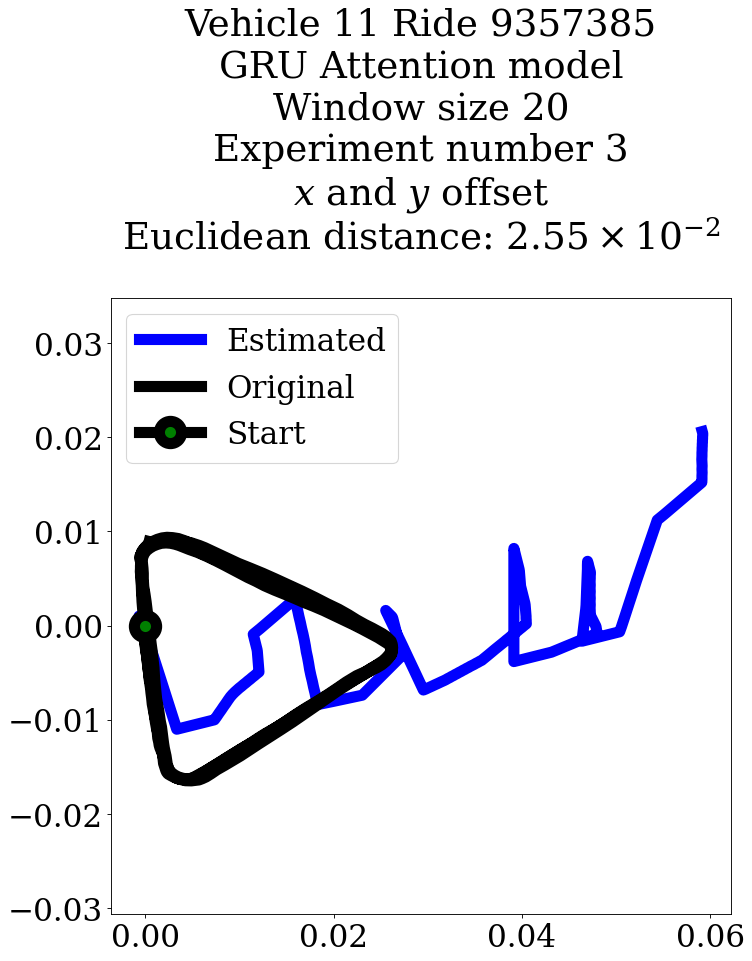 Vehicle 11 Ride 9357385
GRU Attention model
Window size 20
Experiment number 3
x and y offset
Euclidean distance: 2.55 × 10⁻²
Estimated
Original
Start
0.03
0.02
0.01
0.00
−0.01
−0.02
−0.03
0.00 0.02 0.04 0.06